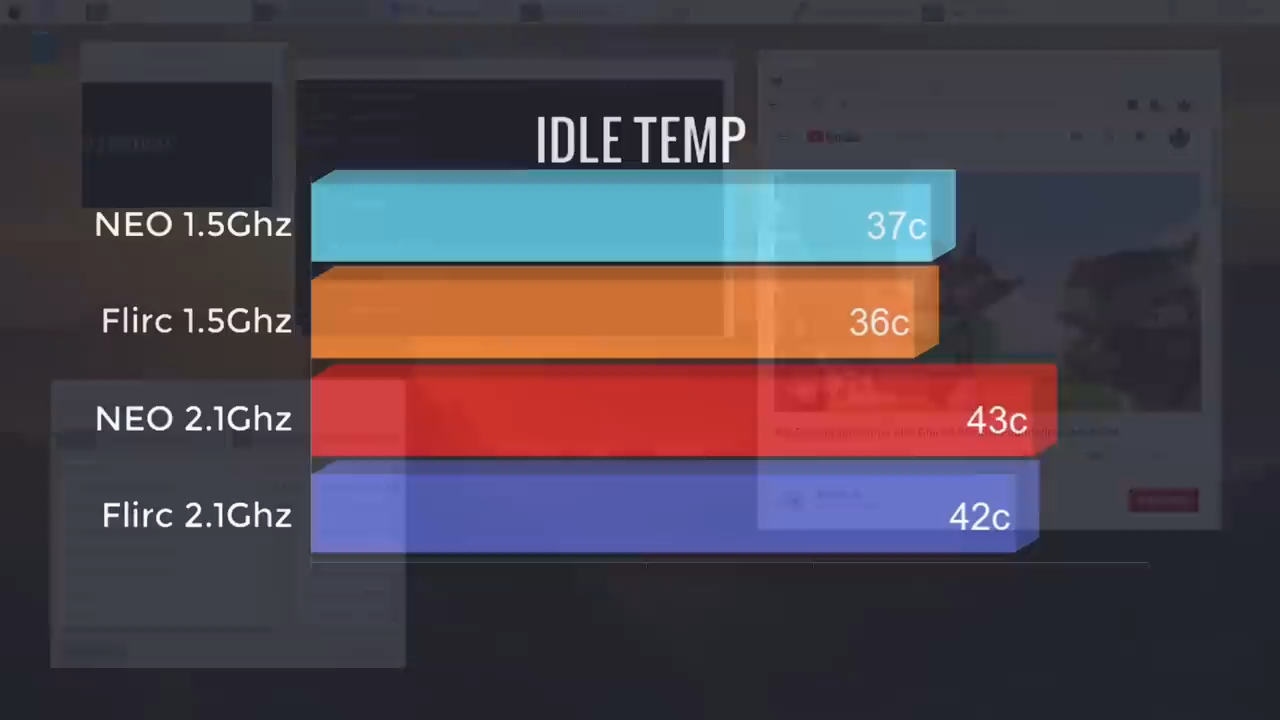 IDLE TEMP
NEO 1.5Ghz 37c
Flirc 1.5Ghz 36c
NEO 2.1Ghz 43c
Flirc 2.1Ghz 42c